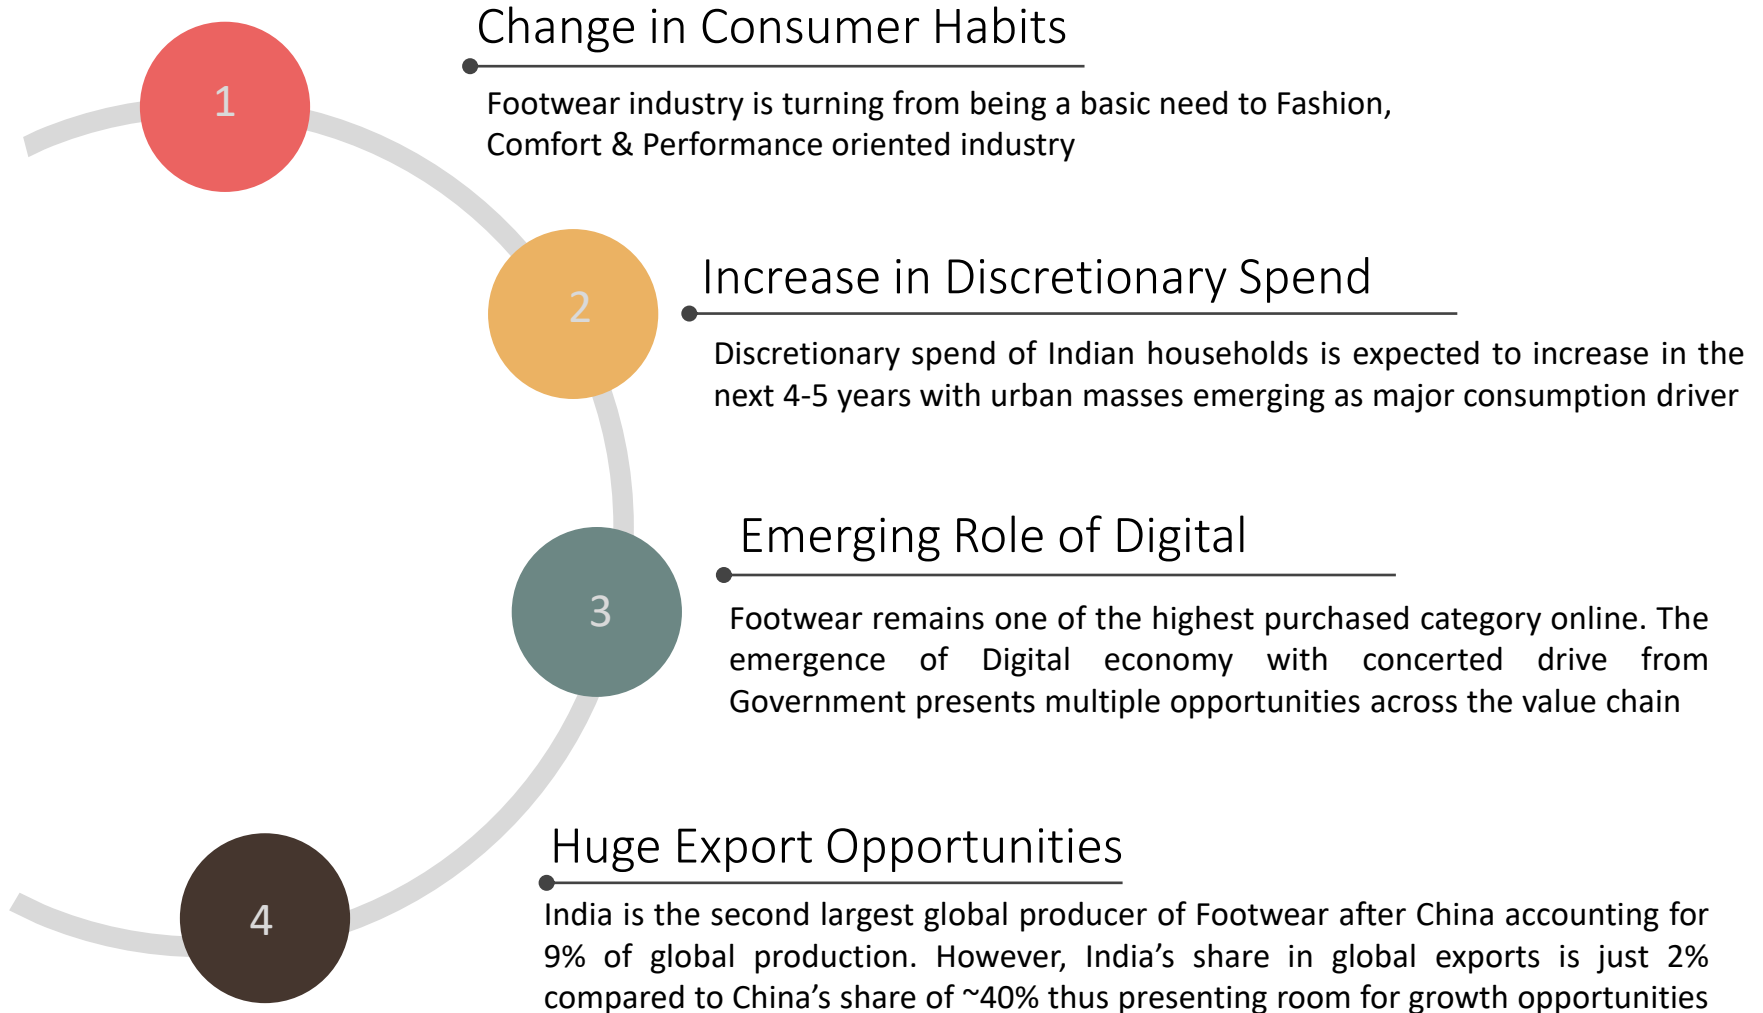 1
Change in Consumer Habits
Footwear industry is turning from being a basic need to Fashion,
Comfort & Performance oriented industry
2
Increase in Discretionary Spend
Discretionary spend of Indian households is expected to increase in the
next 4-5 years with urban masses emerging as major consumption driver
3
Emerging Role of Digital
Footwear remains one of the highest purchased category online. The
emergence of Digital economy with concerted drive from
Government presents multiple opportunities across the value chain
4
Huge Export Opportunities
India is the second largest global producer of Footwear after China accounting for
9% of global production. However, India’s share in global exports is just 2%
compared to China’s share of ~40% thus presenting room for growth opportunities